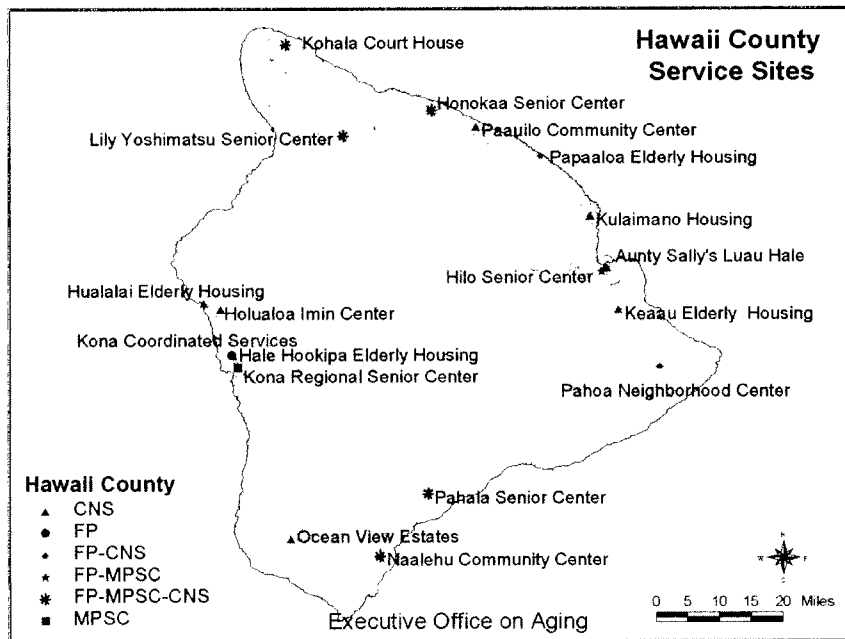 Hawaii County
Service Sites
Kohala Court House
Honokaa Senior Center
Paauilo Community Center
Lily Yoshimatsu Senior Center
Papaaloa Elderly Housing
Kulaimano Housing
Aunty Sally's Luau Hale
Hilo Senior Center
Hualalai Elderly Housing
Holualoa Imin Center
Keaau Elderly Housing
Kona Coordinated Services
Hale Hookipa Elderly Housing
Kona Regional Senior Center
Pahoa Neighborhood Center
Hawaii County
CNS
FP
FP-CNS
FP-MPSC
FP-MPSC-CNS
MPSC
Pahala Senior Center
Ocean View Estates
Naalehu Community Center
0 5 10 15 20 Miles
Executive Office on Aging